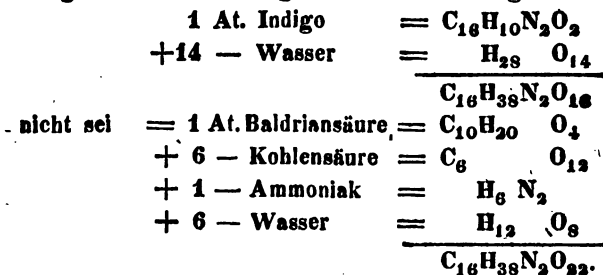 1 At. Indigo = C₁₆H₁₀N₂O₂
+14 — Wasser = H₂₈ O₁₄
C₁₆H₃₈N₂O₁₆
nicht sei = 1 At. Baldriansäure = C₁₀H₂₀ O₄
+ 6 — Kohlensäure = C₆ O₁₂
+ 1 — Ammoniak = H₆ N₂
+ 6 — Wasser = H₁₂ O₆
C₁₆H₃₈N₂O₂₂.